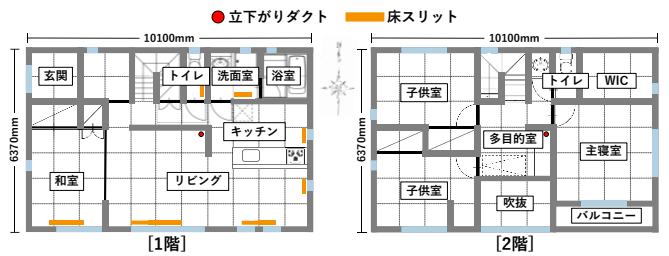 立下がりダクト 床スリット
10100mm 10100mm
6370mm 6370mm
玄関 トイレ 洗面室 浴室
キッチン
和室 リビング
[1階]
トイレ WIC
子供室
多目的室 主寝室
子供室 吹抜
バルコニー
[2階]